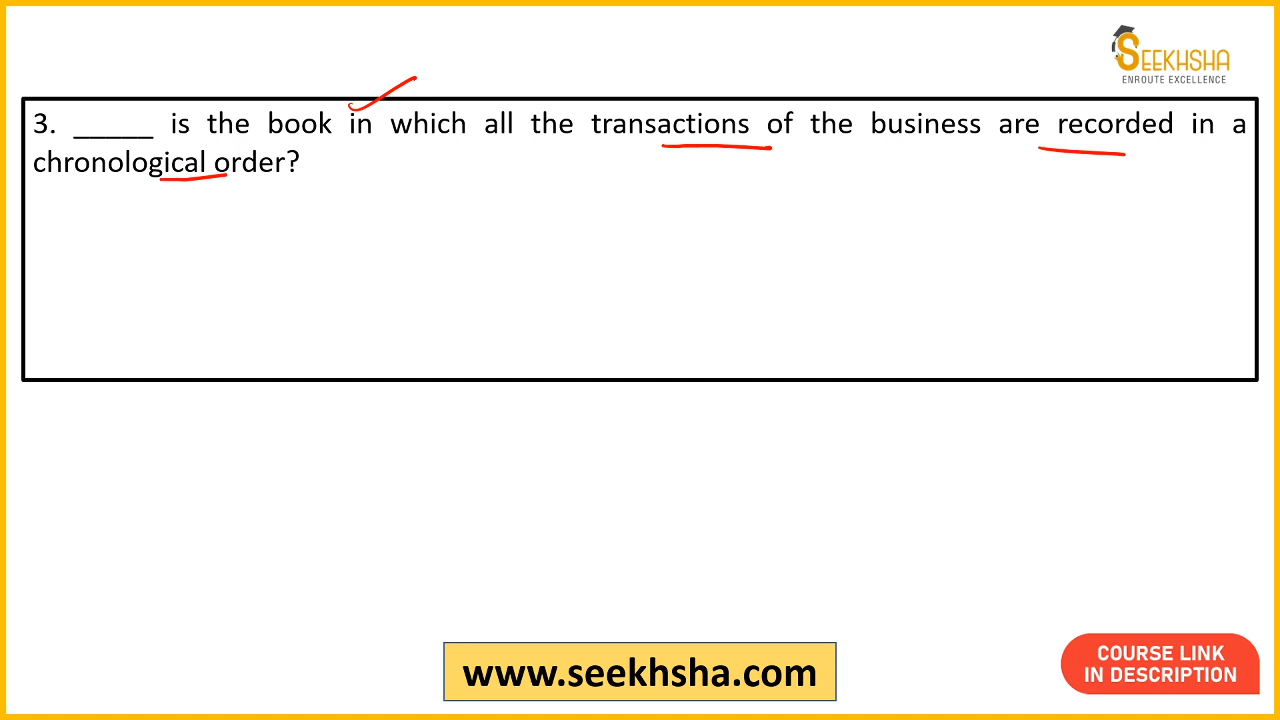 SEEKHSHA
ENROUTE EXCELLENCE
3. _____ is the book in which all the transactions of the business are recorded in a
chronological order?
www.seekhsha.com
COURSE LINK
IN DESCRIPTION